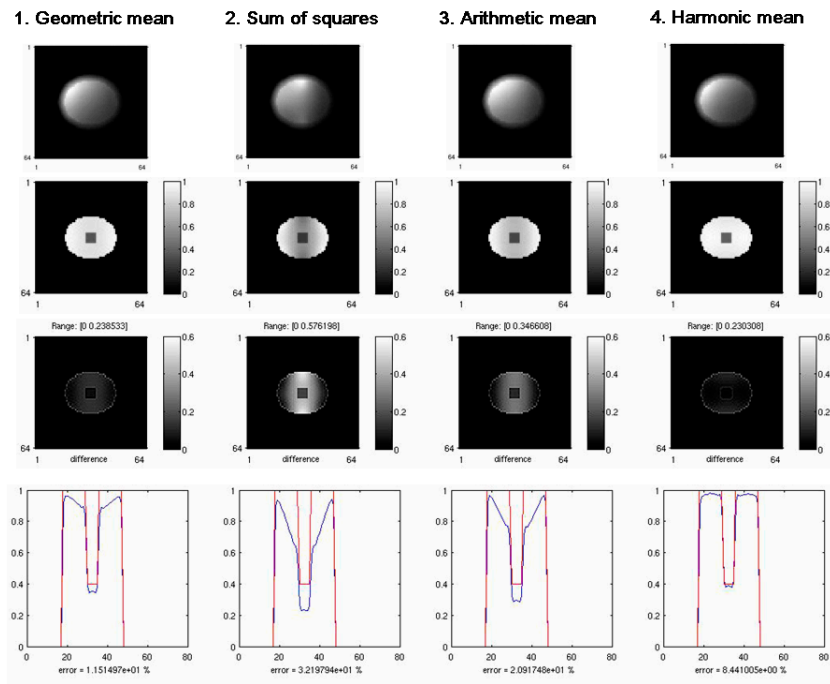 1. Geometric mean 2. Sum of squares 3. Arithmetic mean 4. Harmonic mean
1 1 1 1
64 64 64 64
1 64 1 64 1 64 1 64
1 1 1 1 1 1 1 1
0.8 0.8 0.8 0.8
0.6 0.6 0.6 0.6
0.4 0.4 0.4 0.4
0.2 0.2 0.2 0.2
64 0 64 0 64 0 64 0
1 64 1 64 1 64 1 64
Range: [0 0.238533] Range: [0 0.576198] Range: [0 0.346608] Range: [0 0.230308]
1 0.6 1 0.6 1 0.6 1 0.6
0.4 0.4 0.4 0.4
0.2 0.2 0.2 0.2
64 0 64 0 64 0 64 0
1 difference 64 1 difference 64 1 difference 64 1 difference 64
1 1 1 1
0.8 0.8 0.8 0.8
0.6 0.6 0.6 0.6
0.4 0.4 0.4 0.4
0.2 0.2 0.2 0.2
0 0 0 0
0 20 40 60 80 0 20 40 60 80 0 20 40 60 80 0 20 40 60 80
error = 1.151497e+01 % error = 3.219794e+01 % error = 2.091748e+01 % error = 8.441005e+00 %